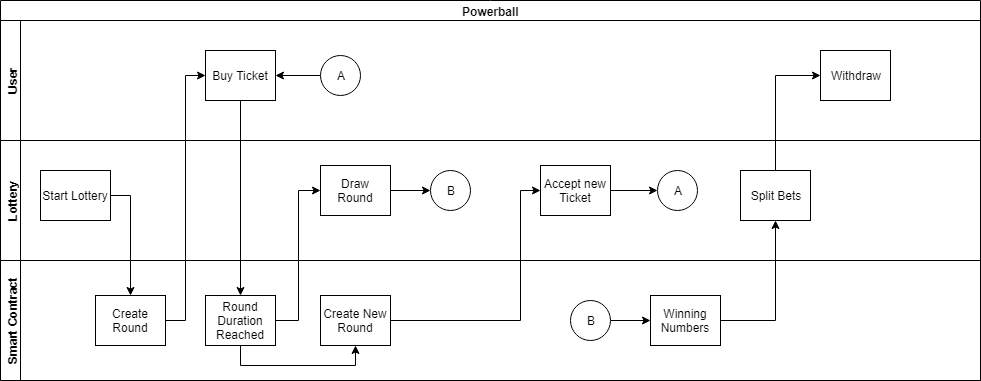 Powerball
User
Buy Ticket
A
Withdraw
Lottery
Start Lottery
Draw
Round
B
Accept new
Ticket
A
Split Bets
Smart Contract
Create
Round
Round
Duration
Reached
Create New
Round
B
Winning
Numbers